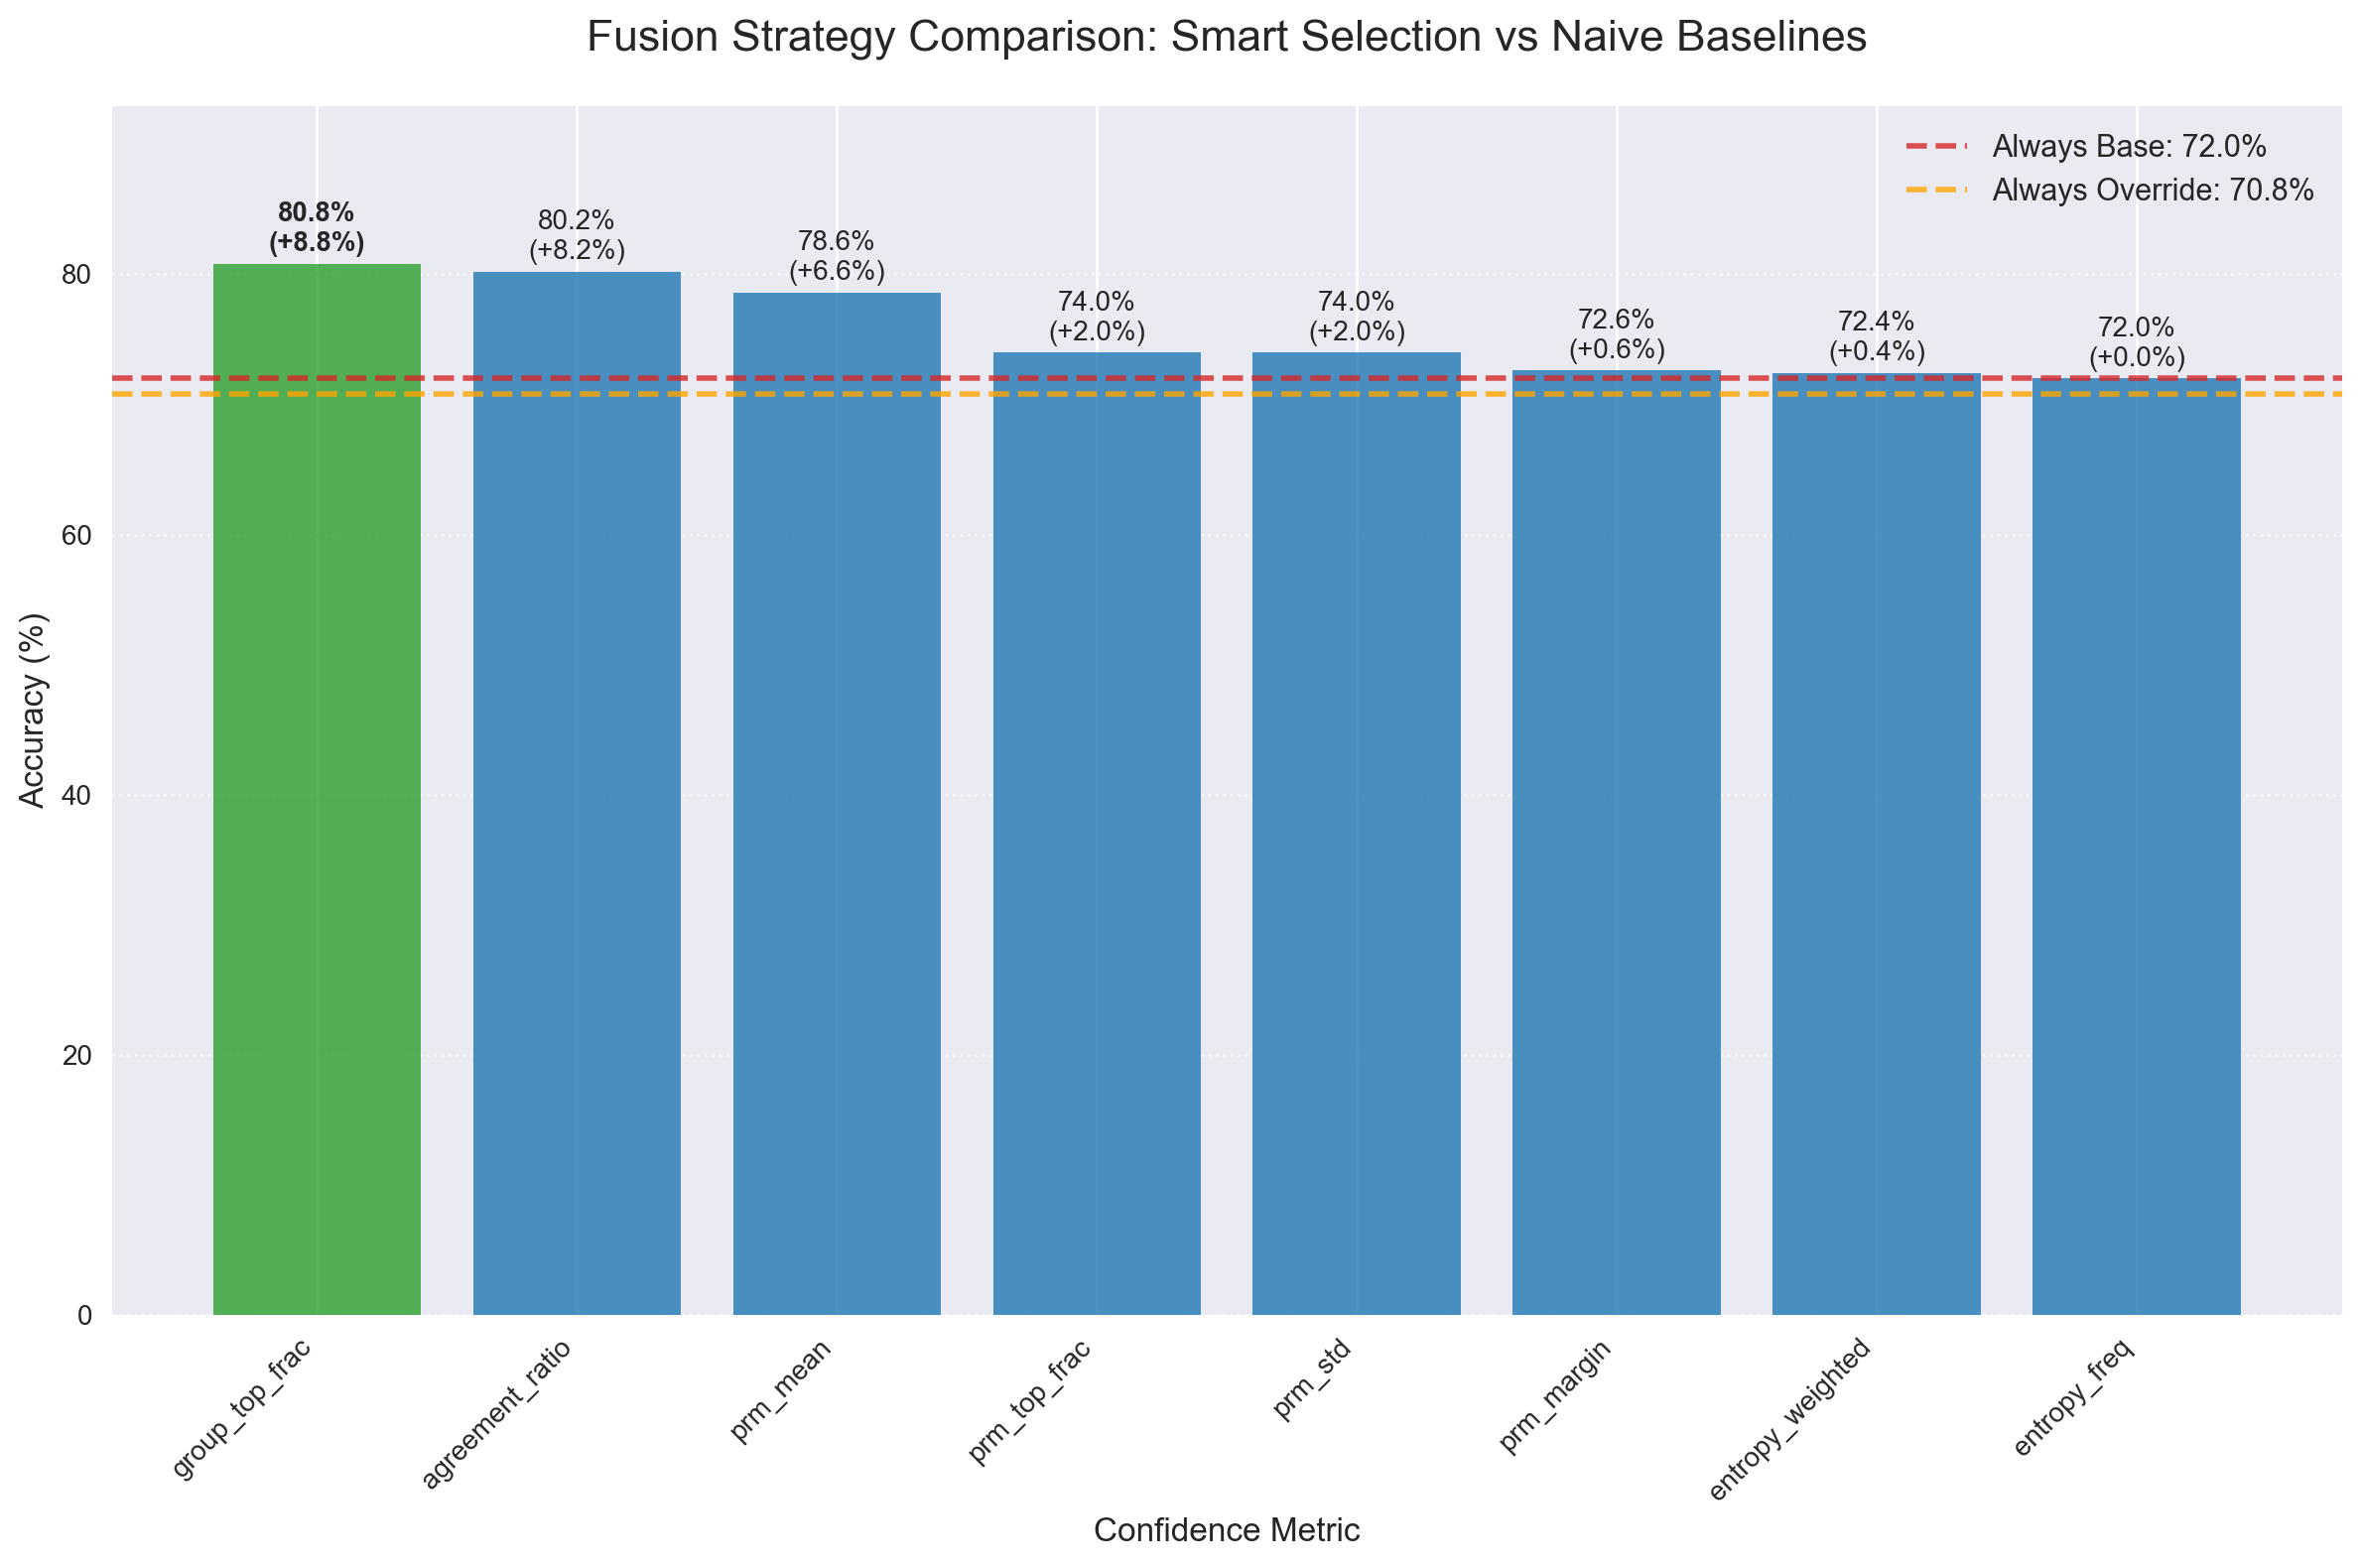 Fusion Strategy Comparison: Smart Selection vs Naive Baselines
Always Base: 72.0%
Always Override: 70.8%
80.8%
(+8.8%)
80.2%
(+8.2%)
78.6%
(+6.6%)
74.0%
(+2.0%)
74.0%
(+2.0%)
72.6%
(+0.6%)
72.4%
(+0.4%)
72.0%
(+0.0%)
Accuracy (%)
80
60
40
20
0
group_top_frac
agreement_ratio
prm_mean
prm_top_frac
prm_std
prm_margin
entropy_weighted
entropy_freq
Confidence Metric